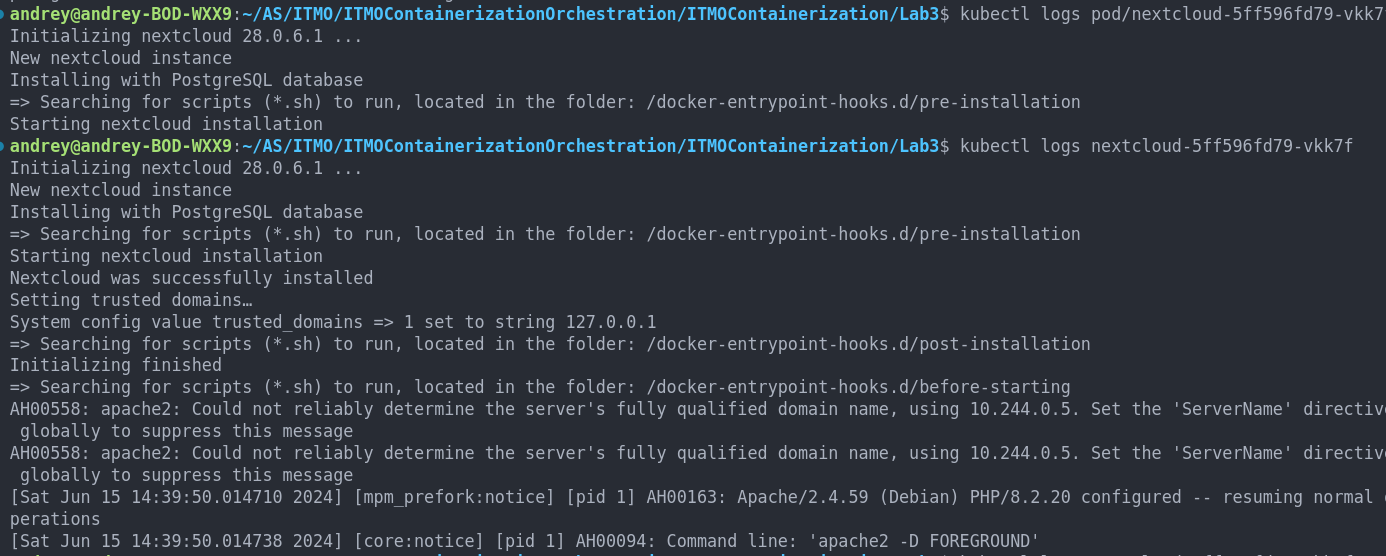 andrey@andrey-BOD-WXX9:~/AS/ITMO/ITMOContainerizationOrchestration/ITMOContainerization/Lab3$ kubectl logs pod/nextcloud-5ff596fd79-vkk7
Initializing nextcloud 28.0.6.1 ...
New nextcloud instance
Installing with PostgreSQL database
=> Searching for scripts (*.sh) to run, located in the folder: /docker-entrypoint-hooks.d/pre-installation
Starting nextcloud installation
andrey@andrey-BOD-WXX9:~/AS/ITMO/ITMOContainerizationOrchestration/ITMOContainerization/Lab3$ kubectl logs nextcloud-5ff596fd79-vkk7f
Initializing nextcloud 28.0.6.1 ...
New nextcloud instance
Installing with PostgreSQL database
=> Searching for scripts (*.sh) to run, located in the folder: /docker-entrypoint-hooks.d/pre-installation
Starting nextcloud installation
Nextcloud was successfully installed
Setting trusted domains…
System config value trusted_domains => 1 set to string 127.0.0.1
=> Searching for scripts (*.sh) to run, located in the folder: /docker-entrypoint-hooks.d/post-installation
Initializing finished
=> Searching for scripts (*.sh) to run, located in the folder: /docker-entrypoint-hooks.d/before-starting
AH00558: apache2: Could not reliably determine the server's fully qualified domain name, using 10.244.0.5. Set the 'ServerName' directive
globally to suppress this message
AH00558: apache2: Could not reliably determine the server's fully qualified domain name, using 10.244.0.5. Set the 'ServerName' directive
globally to suppress this message
[Sat Jun 15 14:39:50.014710 2024] [mpm_prefork:notice] [pid 1] AH00163: Apache/2.4.59 (Debian) PHP/8.2.20 configured -- resuming normal o
perations
[Sat Jun 15 14:39:50.014738 2024] [core:notice] [pid 1] AH00094: Command line: 'apache2 -D FOREGROUND'